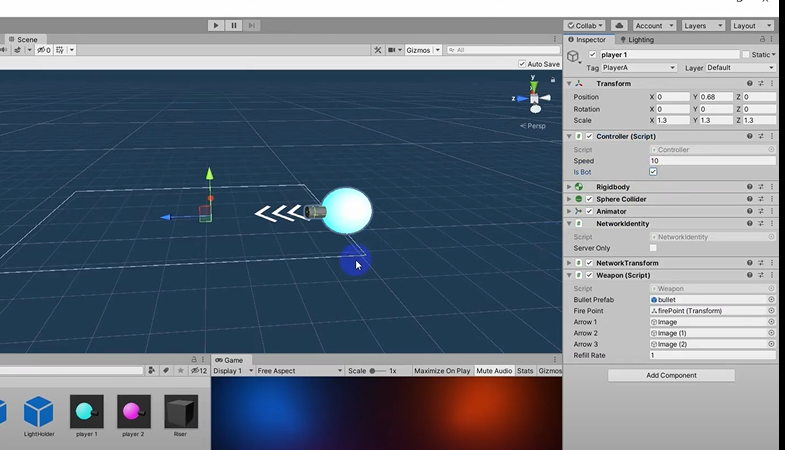 Collab
Account
Layers
Layout
Scene
Inspector
Lighting
0
Gizmos
All
player 1
Static
Auto Save
Tag PlayerA
Layer Default
Transform
Position X 0 Y 0.68 Z 0
Rotation X 0 Y 0 Z 0
Scale X 1.3 Y 1.3 Z 1.3
y
z
Persp
Controller (Script)
Script Controller
Speed 10
Is Bot
Rigidbody
Sphere Collider
Animator
NetworkIdentity
Script NetworkIdentity
Server Only
NetworkTransform
Weapon (Script)
Script Weapon
Bullet Prefab bullet
Fire Point firePoint (Transform)
Arrow 1 Image
Arrow 2 Image (1)
Arrow 3 Image (2)
Refill Rate 1
Add Component
Game
12
Display 1 Free Aspect Scale 1x Maximize On Play Mute Audio Stats Gizmos
LightHolder
player 1
player 2
Riser